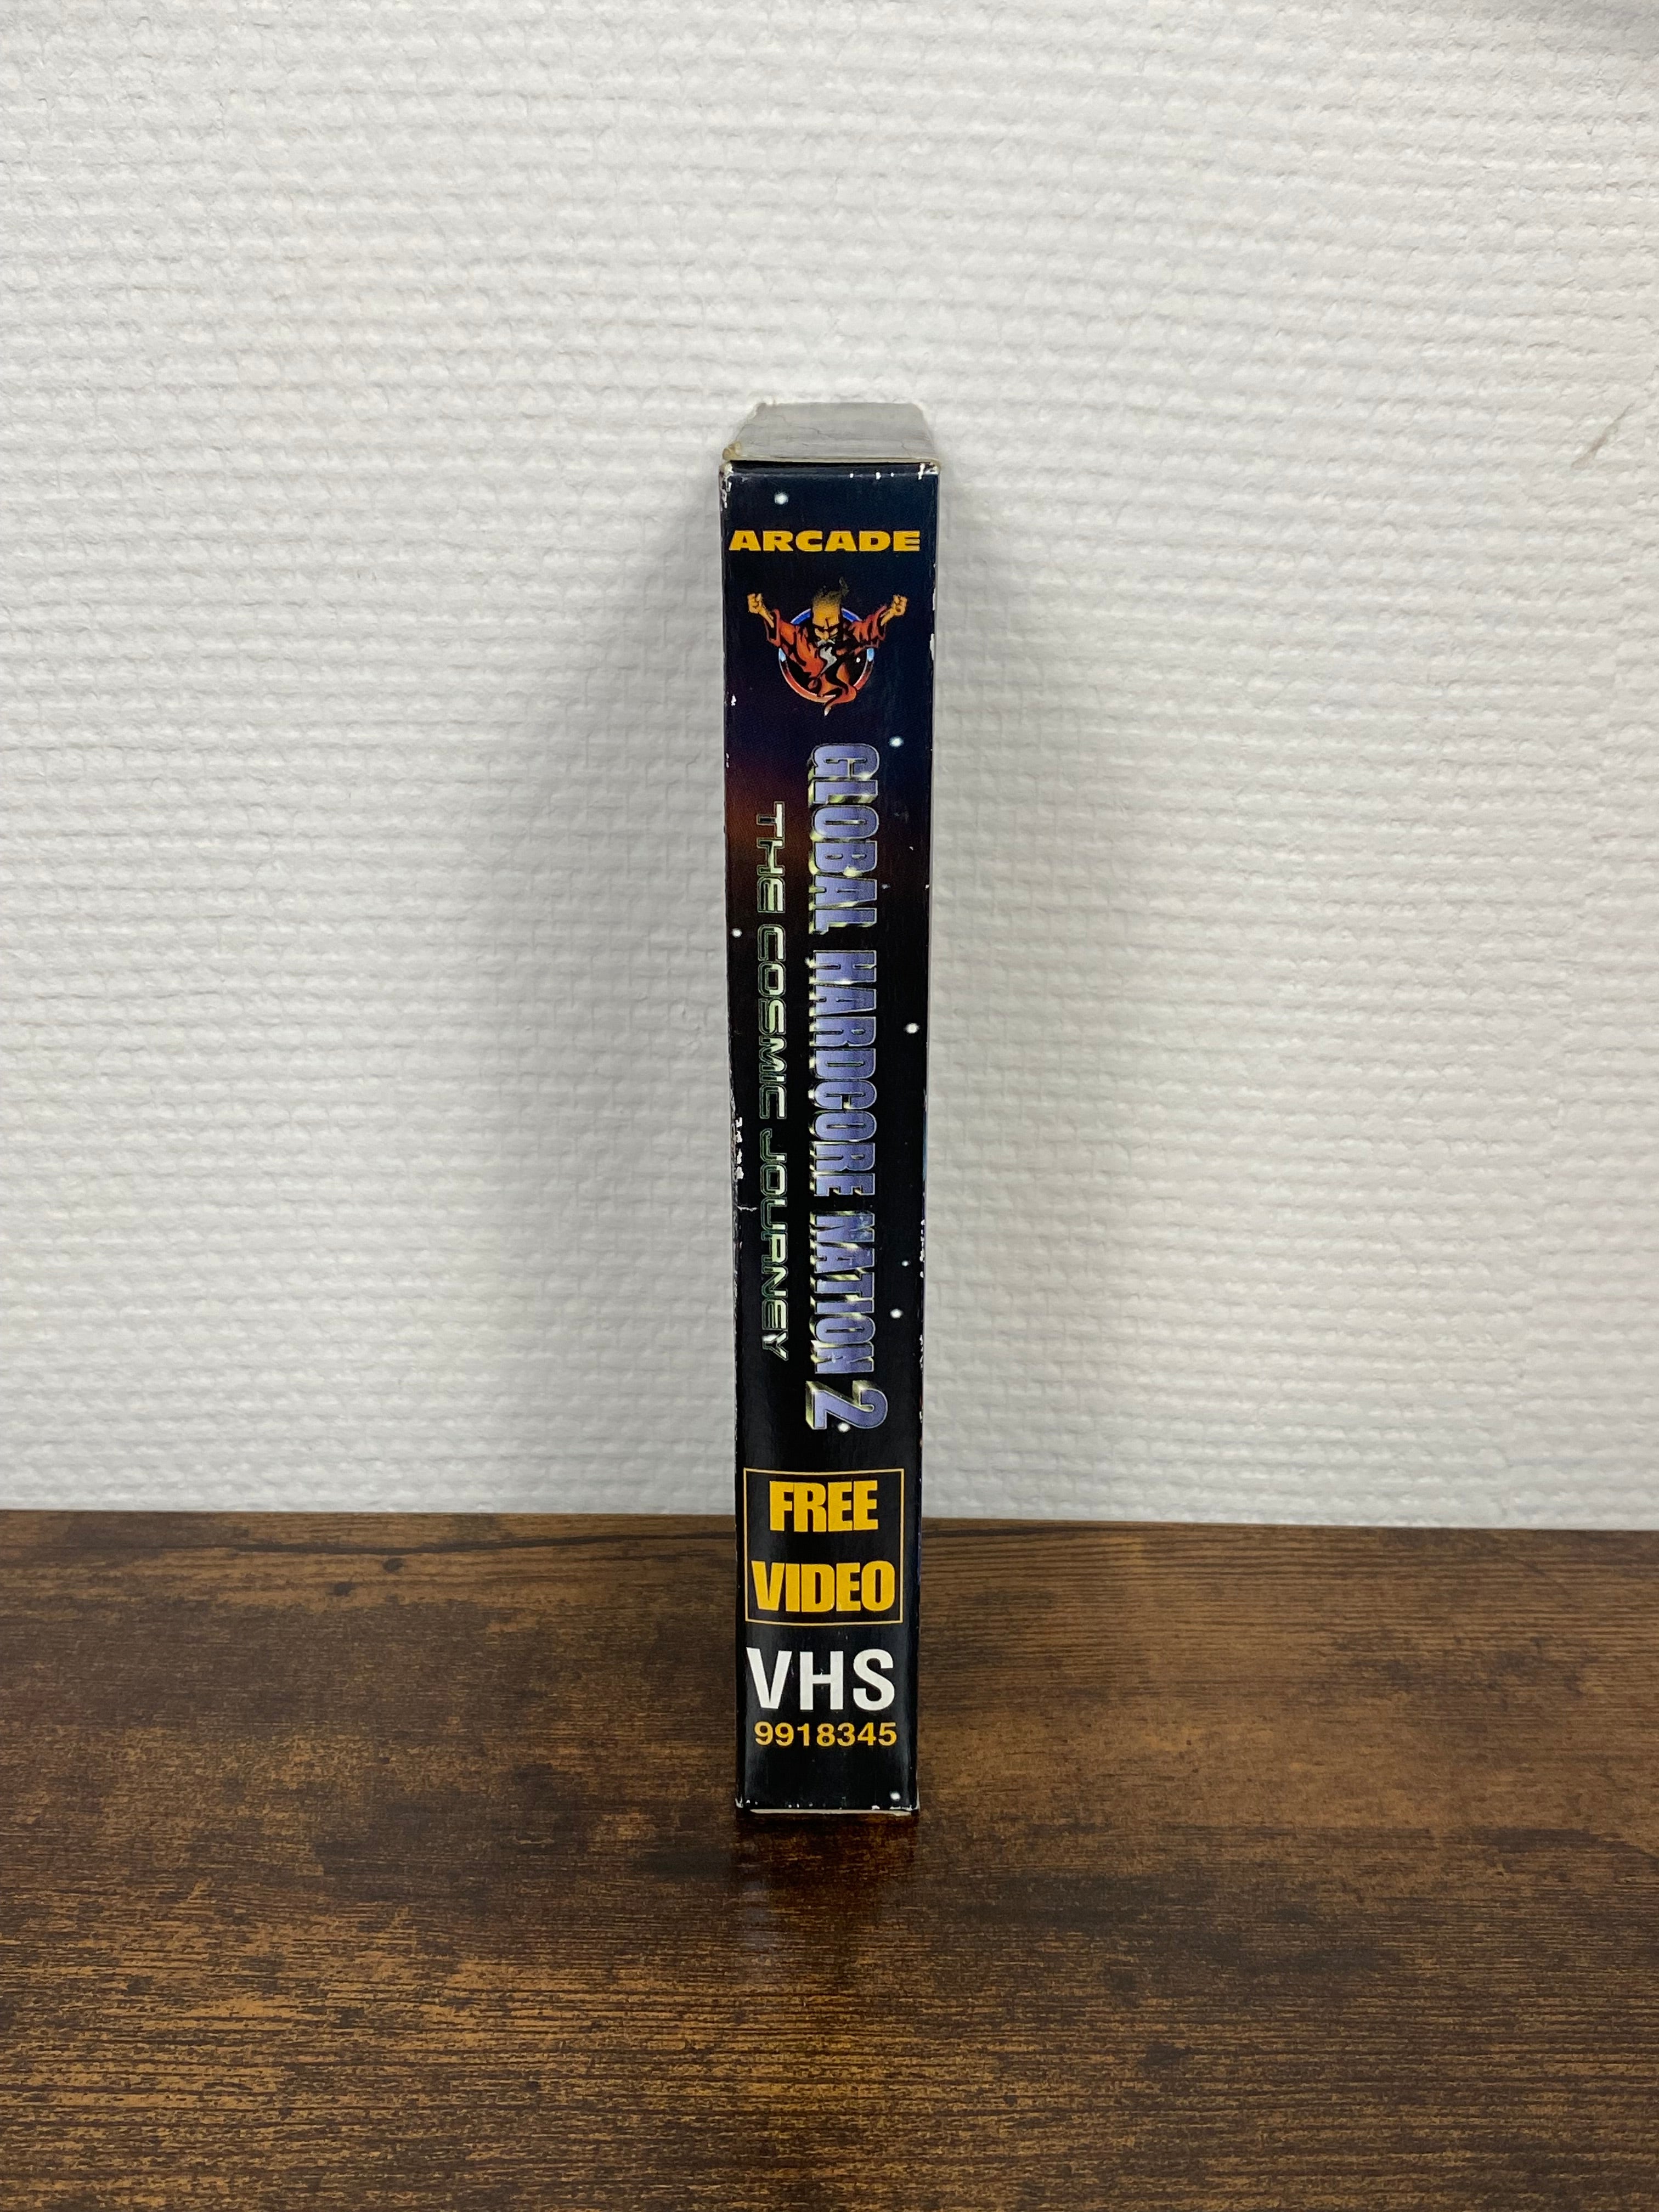 ARCADE
GLOBAL HARDCORE NATION 2
THE COSMIC JOURNEY
FREE
VIDEO
VHS
9918345